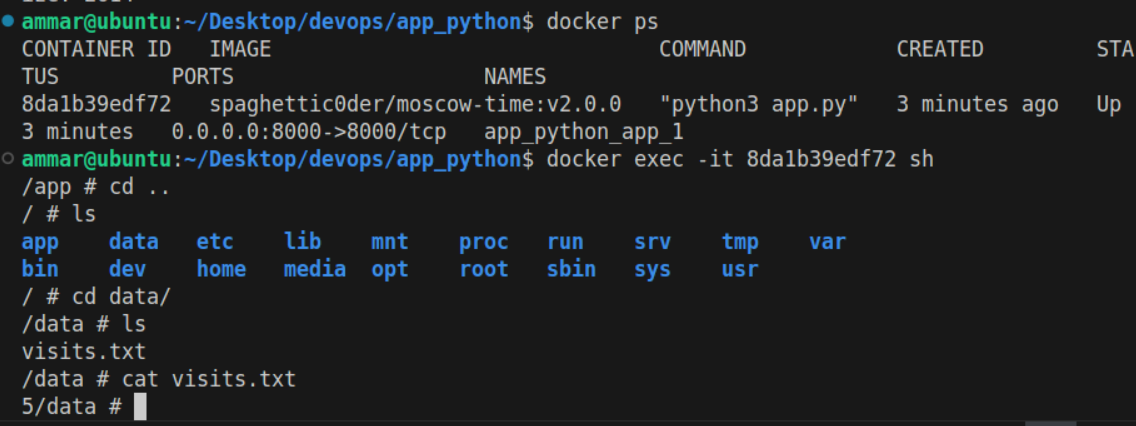 ammar@ubuntu:~/Desktop/devops/app_python$ docker ps
CONTAINER ID   IMAGE                               COMMAND            CREATED         STA
TUS         PORTS                    NAMES
8da1b39edf72   spaghettic0der/moscow-time:v2.0.0   "python3 app.py"   3 minutes ago   Up
3 minutes   0.0.0.0:8000->8000/tcp   app_python_app_1
ammar@ubuntu:~/Desktop/devops/app_python$ docker exec -it 8da1b39edf72 sh
/app # cd ..
/ # ls
app    data   etc   lib    mnt    proc   run    srv    tmp    var
bin    dev    home   media  opt    root   sbin   sys    usr
/ # cd data/
/data # ls
visits.txt
/data # cat visits.txt
5/data #